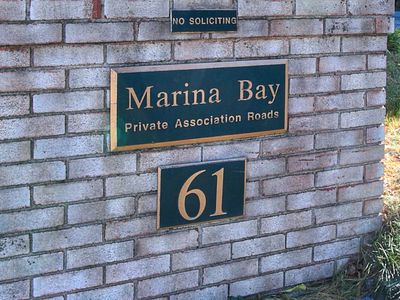 NO SOLICITING
Marina Bay
Private Association Roads
61